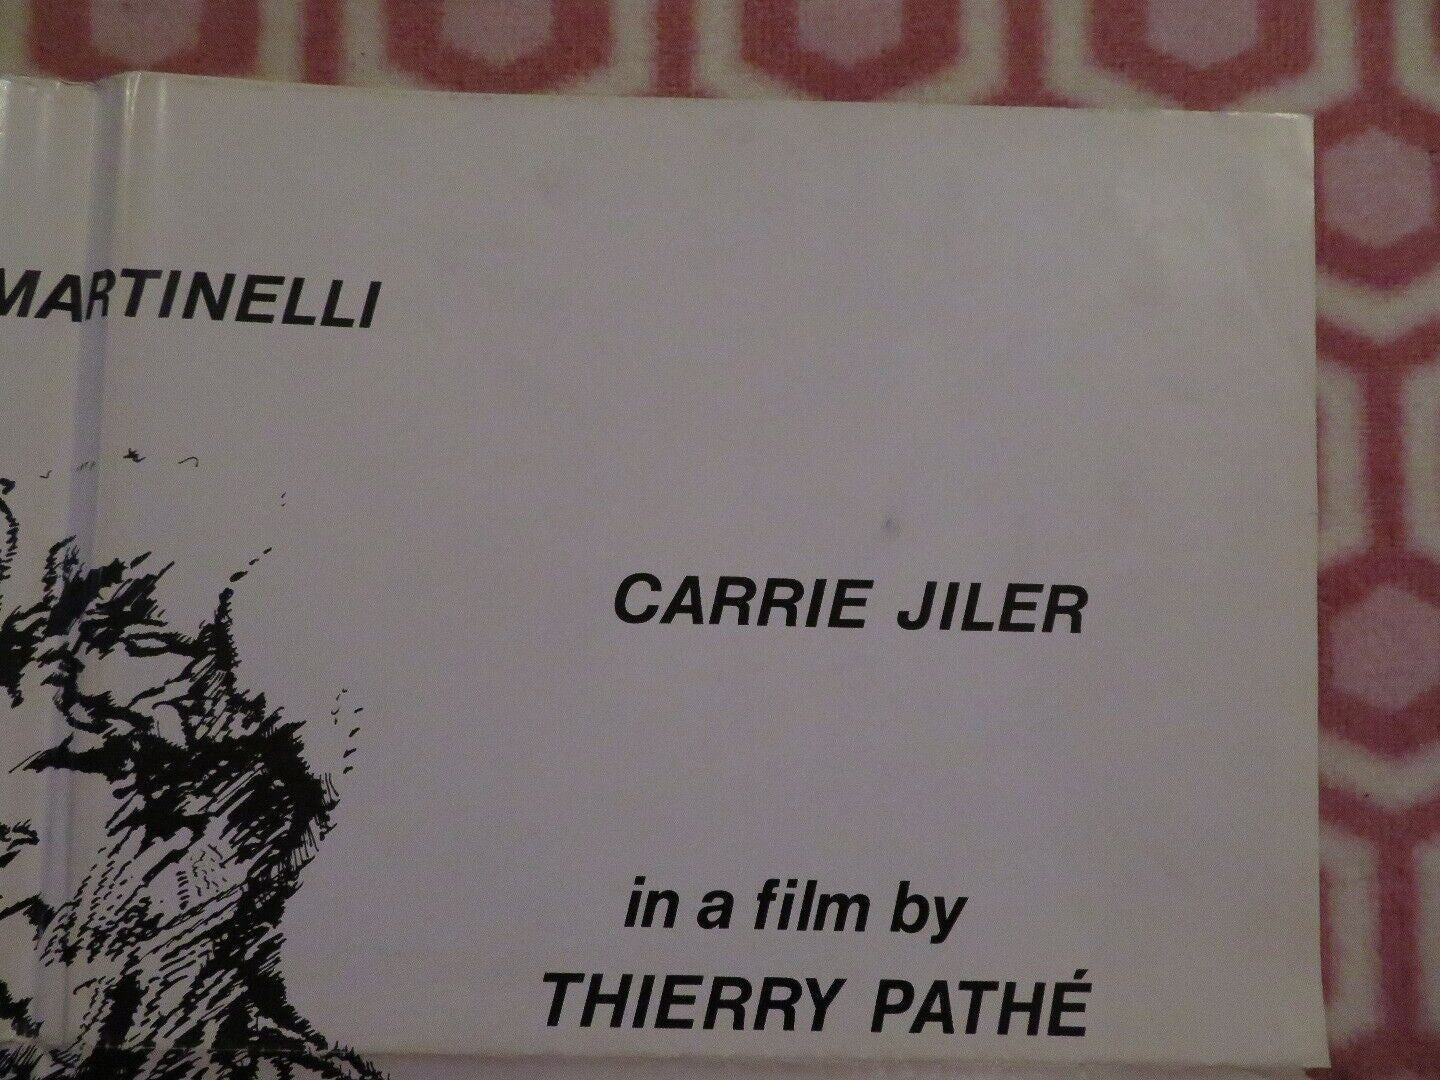 MARTINELLI
CARRIE JILER
in a film by
THIERRY PATHÉ